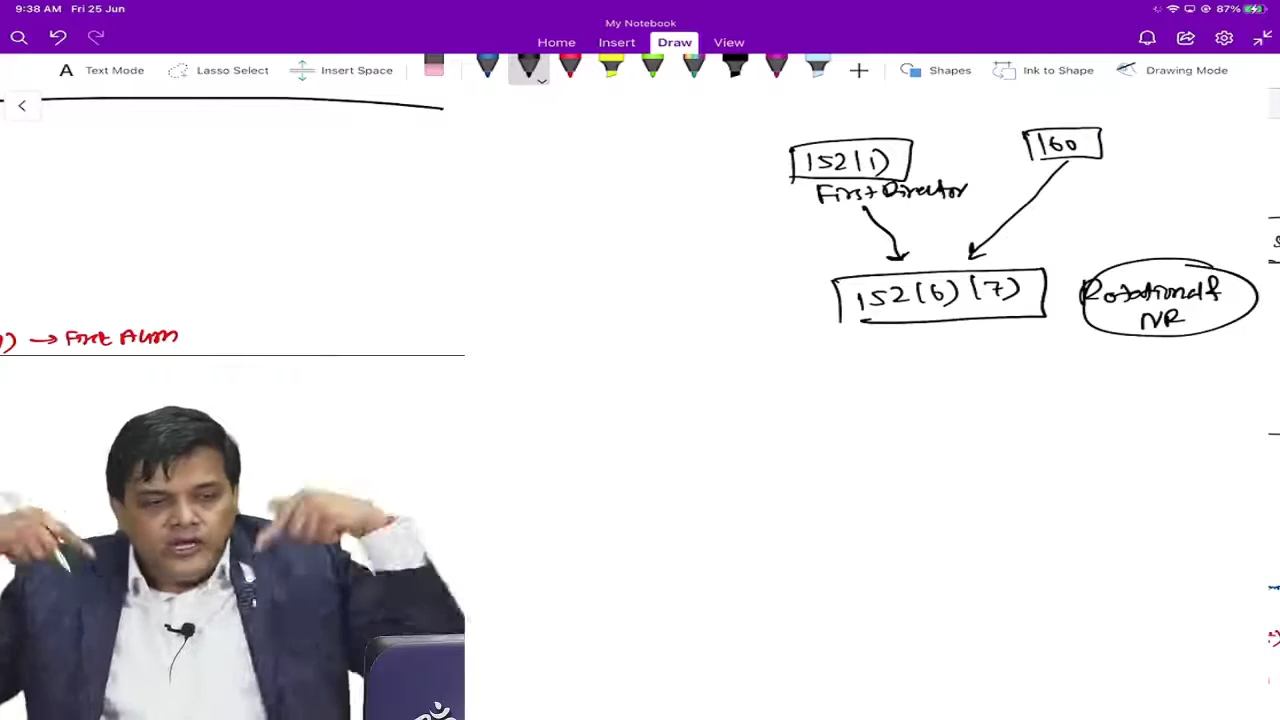 9:38 AM Fri 25 Jun
87%
My Notebook
Home Insert Draw View
A Text Mode Lasso Select Insert Space Shapes Ink to Shape Drawing Mode
152(1)
160
First Director
152(6) (7)
Rotational &
NR
) → First